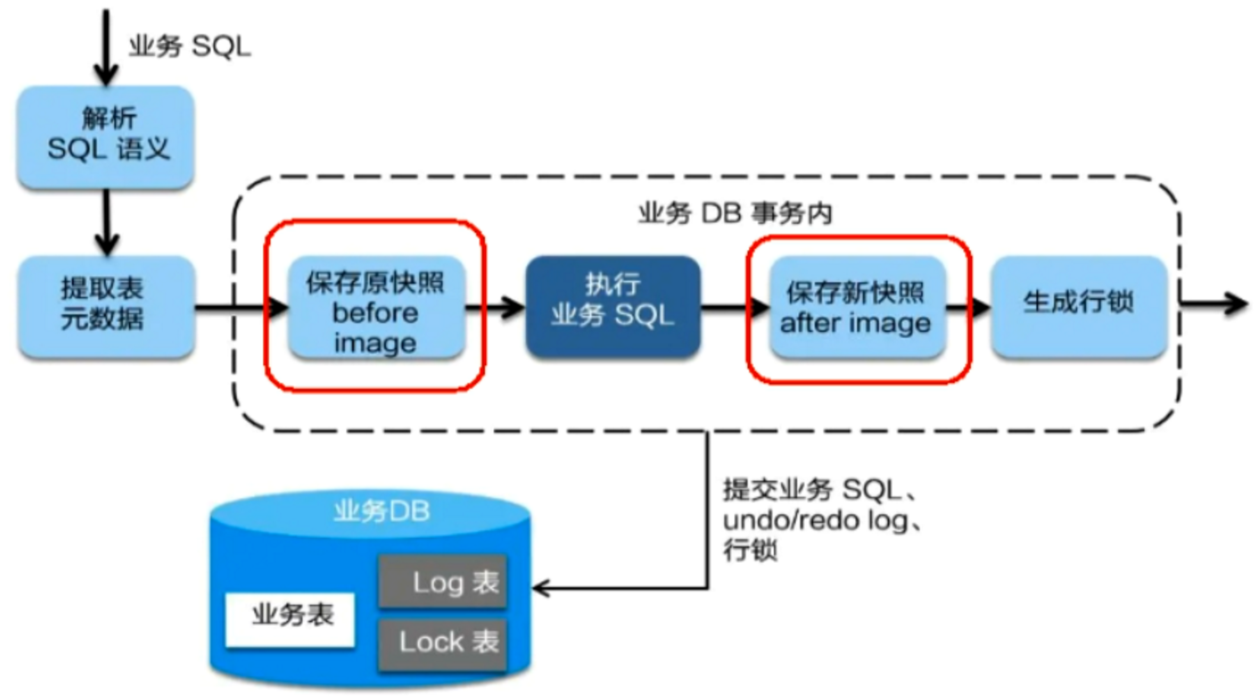 业务 SQL
解析
SQL 语义
业务 DB 事务内
提取表
元数据
保存原快照
before
image
执行
业务 SQL
保存新快照
after image
生成行锁
提交业务 SQL、
undo/redo log、
行锁
业务DB
Log 表
业务表
Lock 表